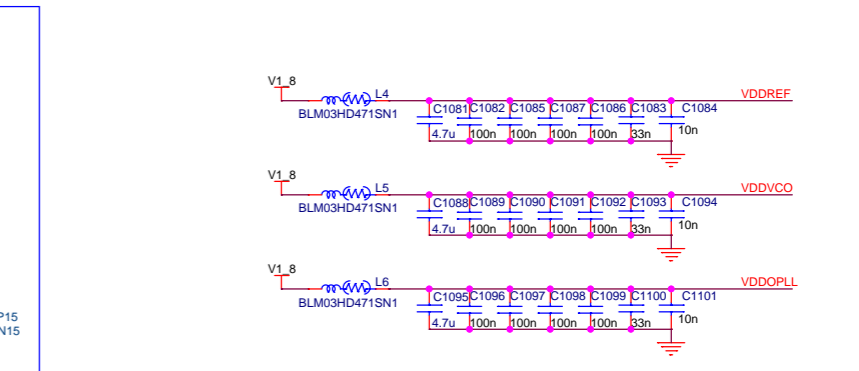 V1_8
L4
BLM03HD471SN1
C1081 C1082 C1085 C1087 C1086 C1083 C1084
4.7u 100n 100n 100n 100n 33n 10n
VDDREF
V1_8
L5
BLM03HD471SN1
C1088 C1089 C1090 C1091 C1092 C1093 C1094
4.7u 100n 100n 100n 100n 33n 10n
VDDVCO
V1_8
L6
BLM03HD471SN1
C1095 C1096 C1097 C1098 C1099 C1100 C1101
4.7u 100n 100n 100n 100n 33n 10n
VDDOPLL
P15
N15